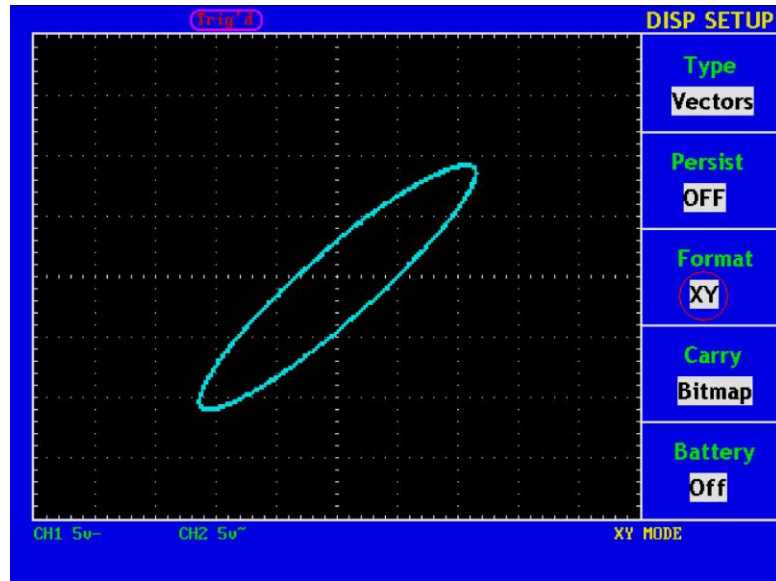 Trig'd
DISP SETUP
Type
Vectors
Persist
OFF
Format
XY
Carry
Bitmap
Battery
Off
CH1 5v—
CH2 5v~
XY MODE